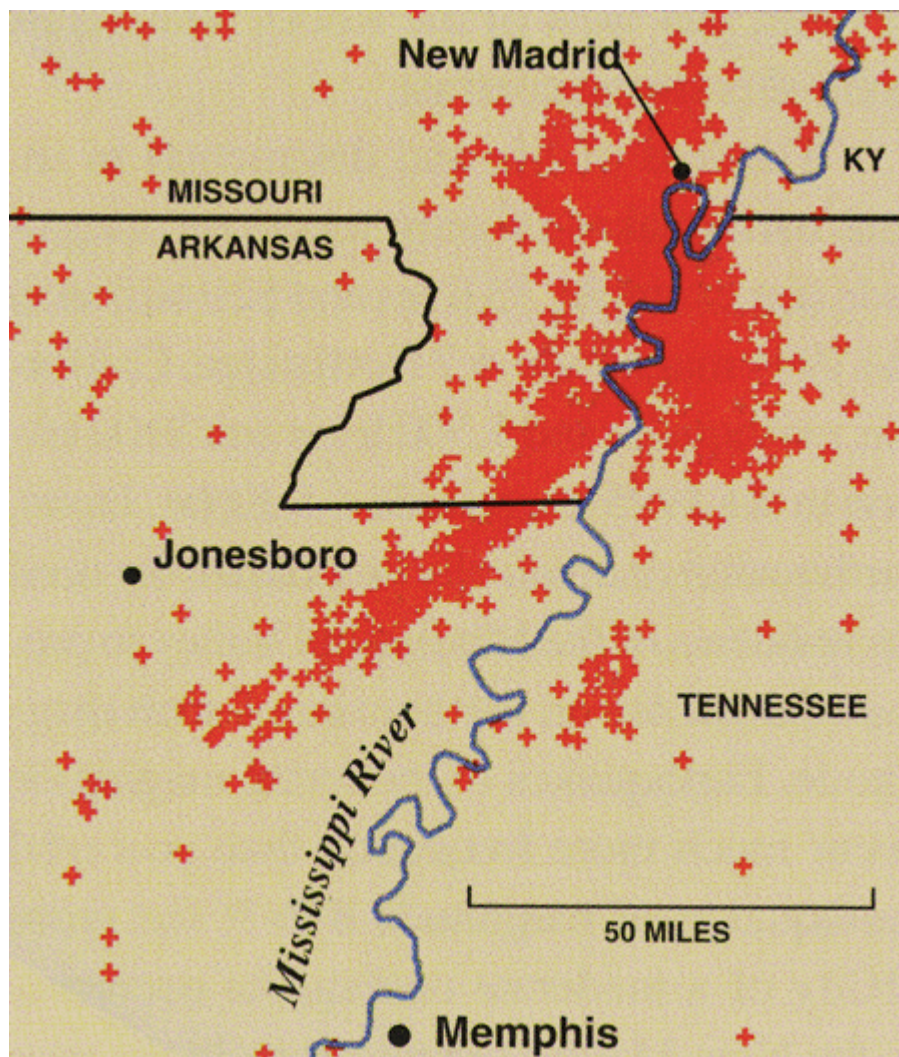 New Madrid
KY
MISSOURI
ARKANSAS
Jonesboro
TENNESSEE
Mississippi River
50 MILES
Memphis